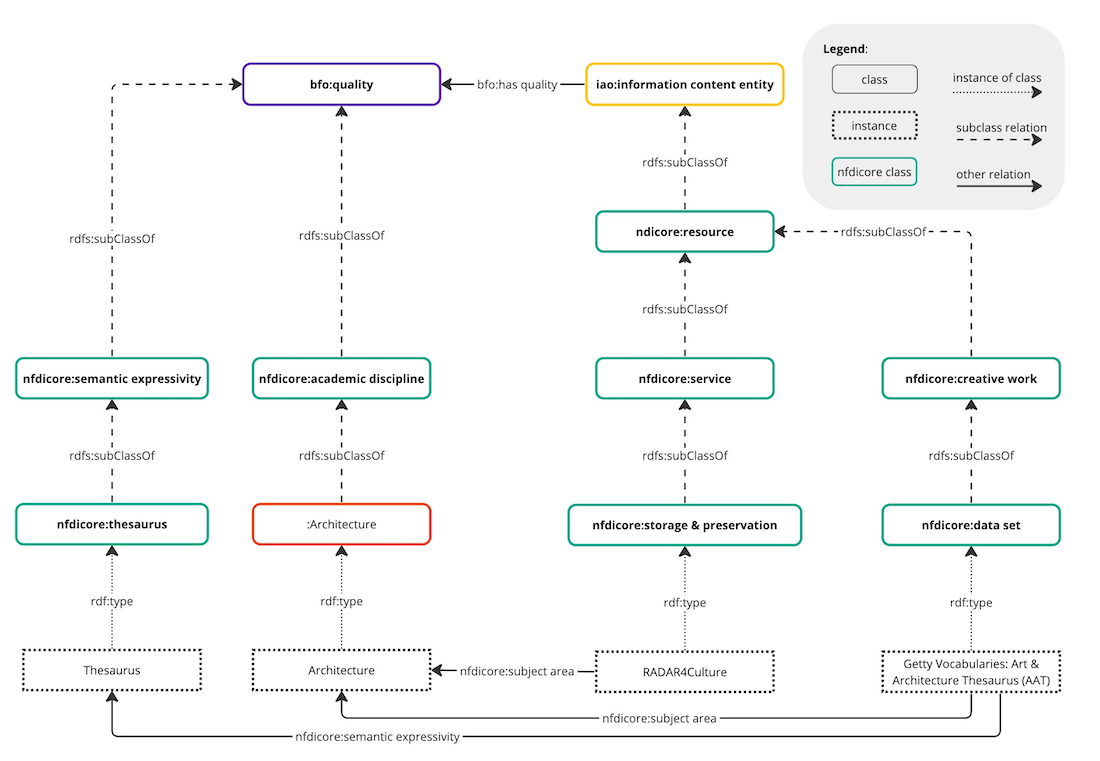 Legend:
class
instance of class
instance
subclass relation
nfdicore class
other relation
bfo:quality
bfo:has quality
iao:information content entity
rdfs:subClassOf
ndicore:resource
rdfs:subClassOf
rdfs:subClassOf
rdfs:subClassOf
rdfs:subClassOf
nfdicore:semantic expressivity
nfdicore:academic discipline
nfdicore:service
nfdicore:creative work
rdfs:subClassOf
rdfs:subClassOf
rdfs:subClassOf
rdfs:subClassOf
nfdicore:thesaurus
:Architecture
nfdicore:storage & preservation
nfdicore:data set
rdf:type
rdf:type
rdf:type
rdf:type
Thesaurus
Architecture
nfdicore:subject area
RADAR4Culture
Getty Vocabularies: Art &
Architecture Thesaurus (AAT)
nfdicore:subject area
nfdicore:semantic expressivity